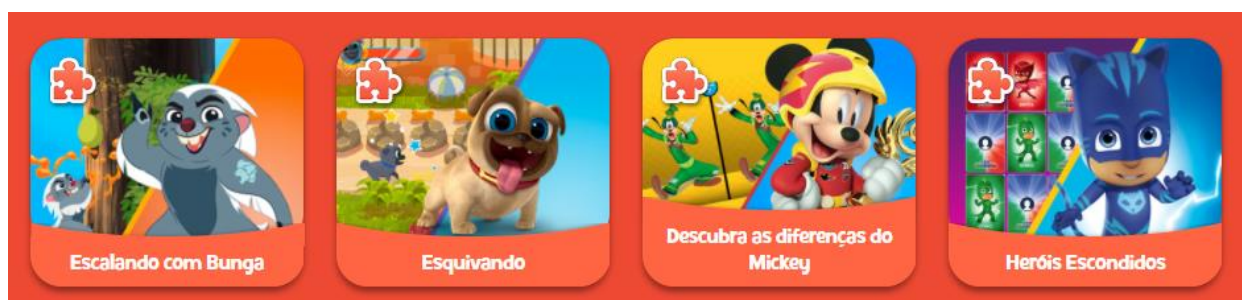 Escalando com Bunga
Esquivando
Descubra as diferenças do
Mickey
Heróis Escondidos